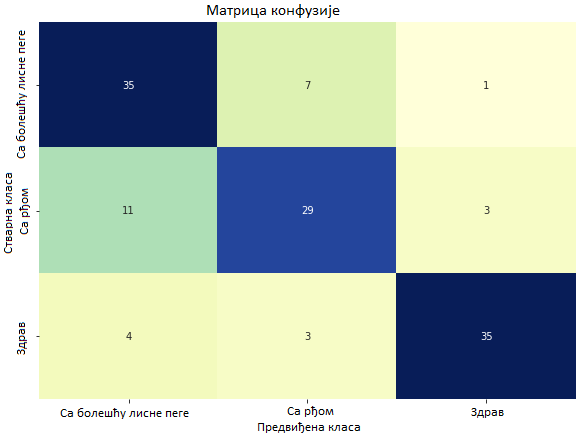 Матрица конфузије
Са болешћу лисне пеге
35
7
1
Стварна класа
Са рђом
11
29
3
Здрав
4
3
35
Са болешћу лисне пеге
Са рђом
Здрав
Предвиђена класа